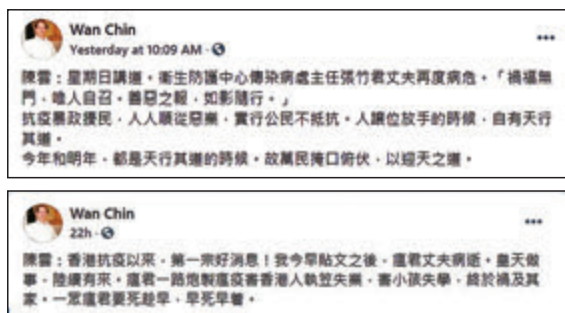 Wan Chin
Yesterday at 10:09 AM ·
陳雲:星期日講道。衛生防護中心傳染病處主任張竹君丈夫再度病危。「禍福無
門,唯人自召。善惡之報,如影隨行。」
抗疫暴政擾民,人人順從惡業,實行公民不抵抗。人讓位放手的時候,自有天行
其道。
今年和明年,都是天行其道的時候。故萬民掩口俯伏,以迎天之道。
Wan Chin
22h ·
陳雲:香港抗疫以來,第一宗好消息!我今早貼文之後,瘟君丈夫病逝。皇天做
事,陸續有來。瘟君一路炮製瘟疫害香港人執笠失業,害小孩失學,終於禍及其
家。一眾瘟君要死趁早,早死早着。